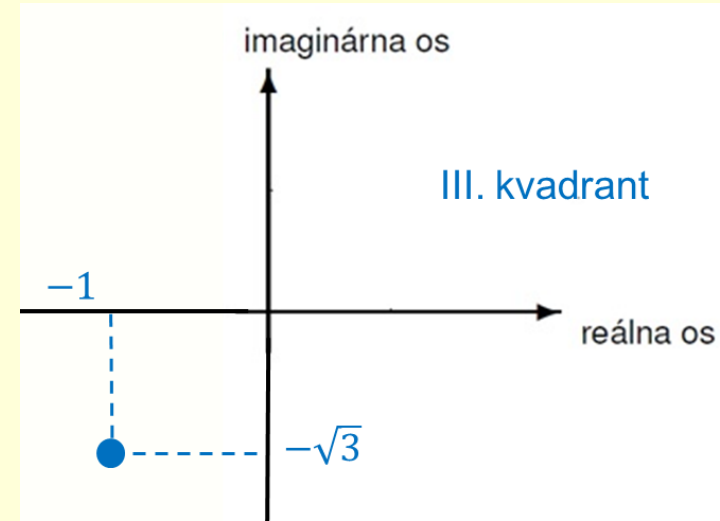 imaginárna os
III. kvadrant
−1
reálna os
−√3